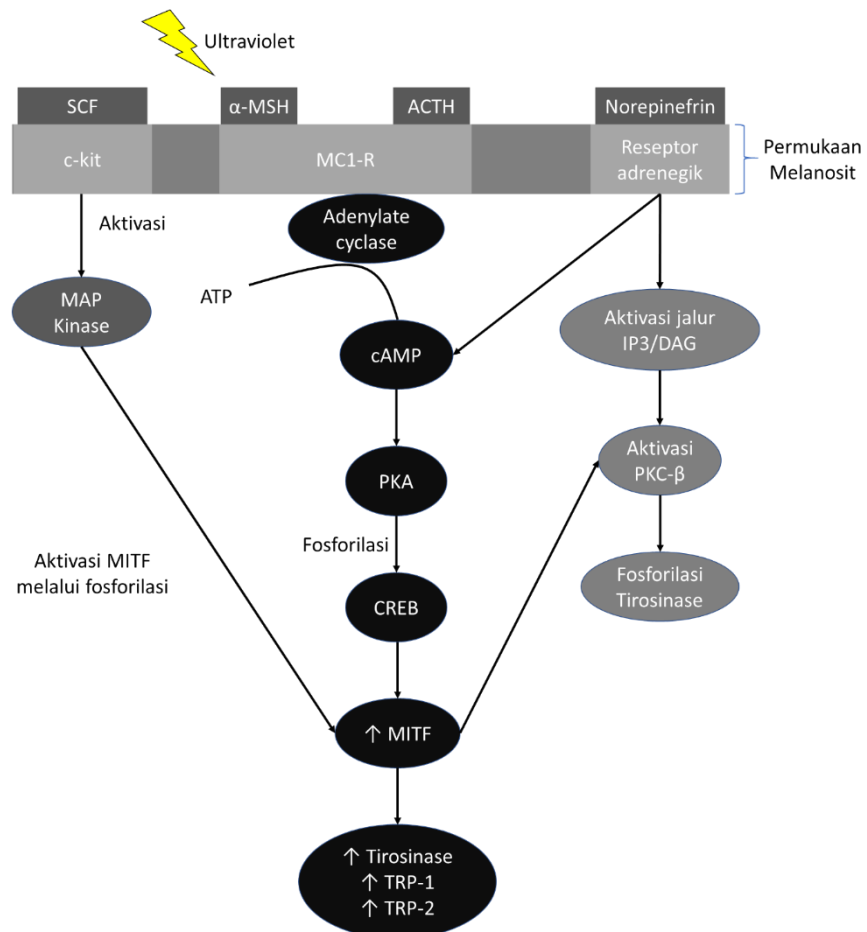 Ultraviolet
SCF
α-MSH
ACTH
Norepinefrin
c-kit
MC1-R
Reseptor
adrenegik
Permukaan
Melanosit
Aktivasi
Adenylate
cyclase
ATP
MAP
Kinase
cAMP
Aktivasi jalur
IP3/DAG
PKA
Aktivasi
PKC-β
Fosforilasi
Aktivasi MITF
melalui fosforilasi
CREB
Fosforilasi
Tirosinase
↑ MITF
↑ Tirosinase
↑ TRP-1
↑ TRP-2